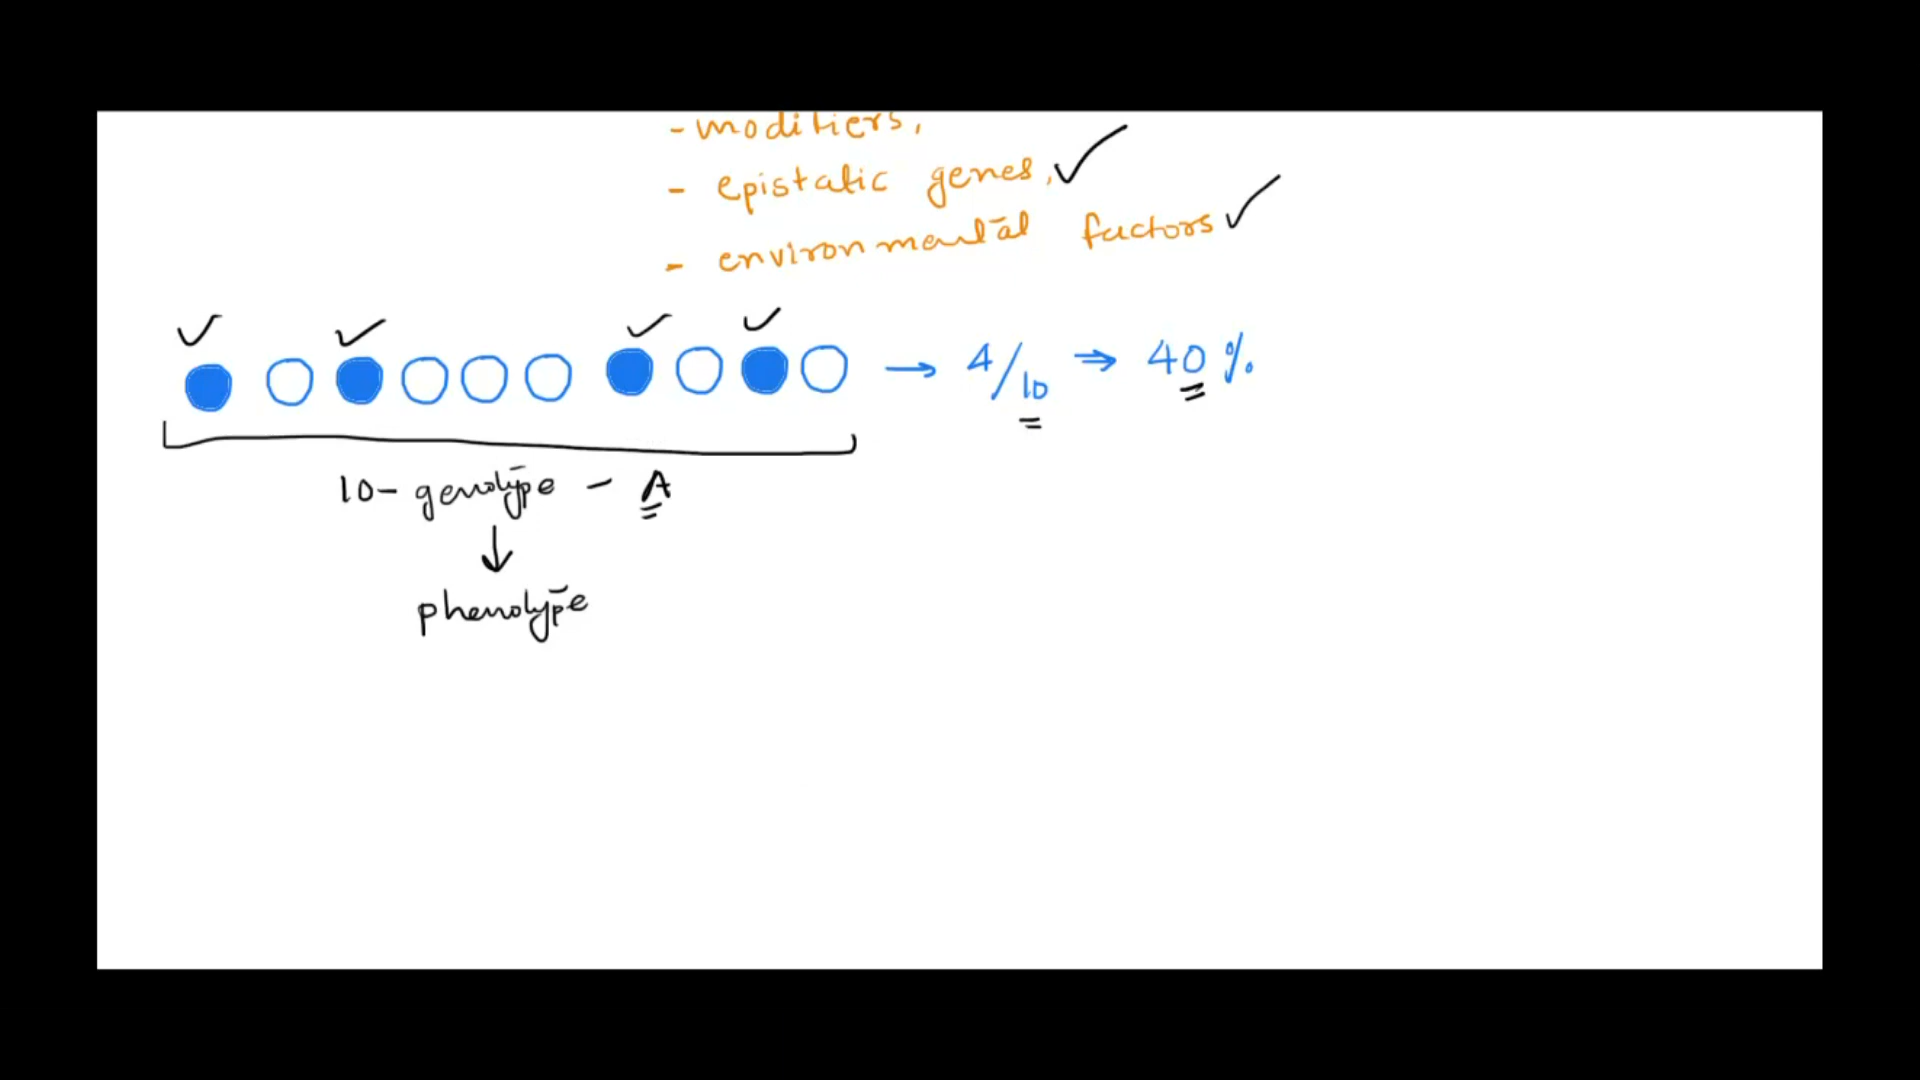 - modifiers,
- epistatic genes,
- environmental factors
→ 4/10 ⇒ 40%
10- genotype - A
↓
phenotype